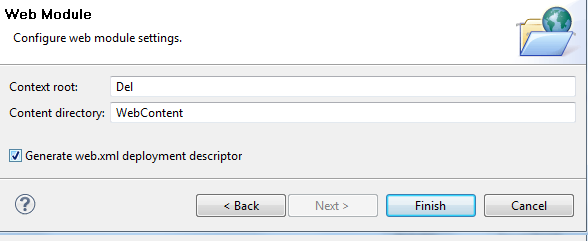 Web Module
Configure web module settings.
Context root: Del
Content directory: WebContent
Generate web.xml deployment descriptor
? < Back Next > Finish Cancel